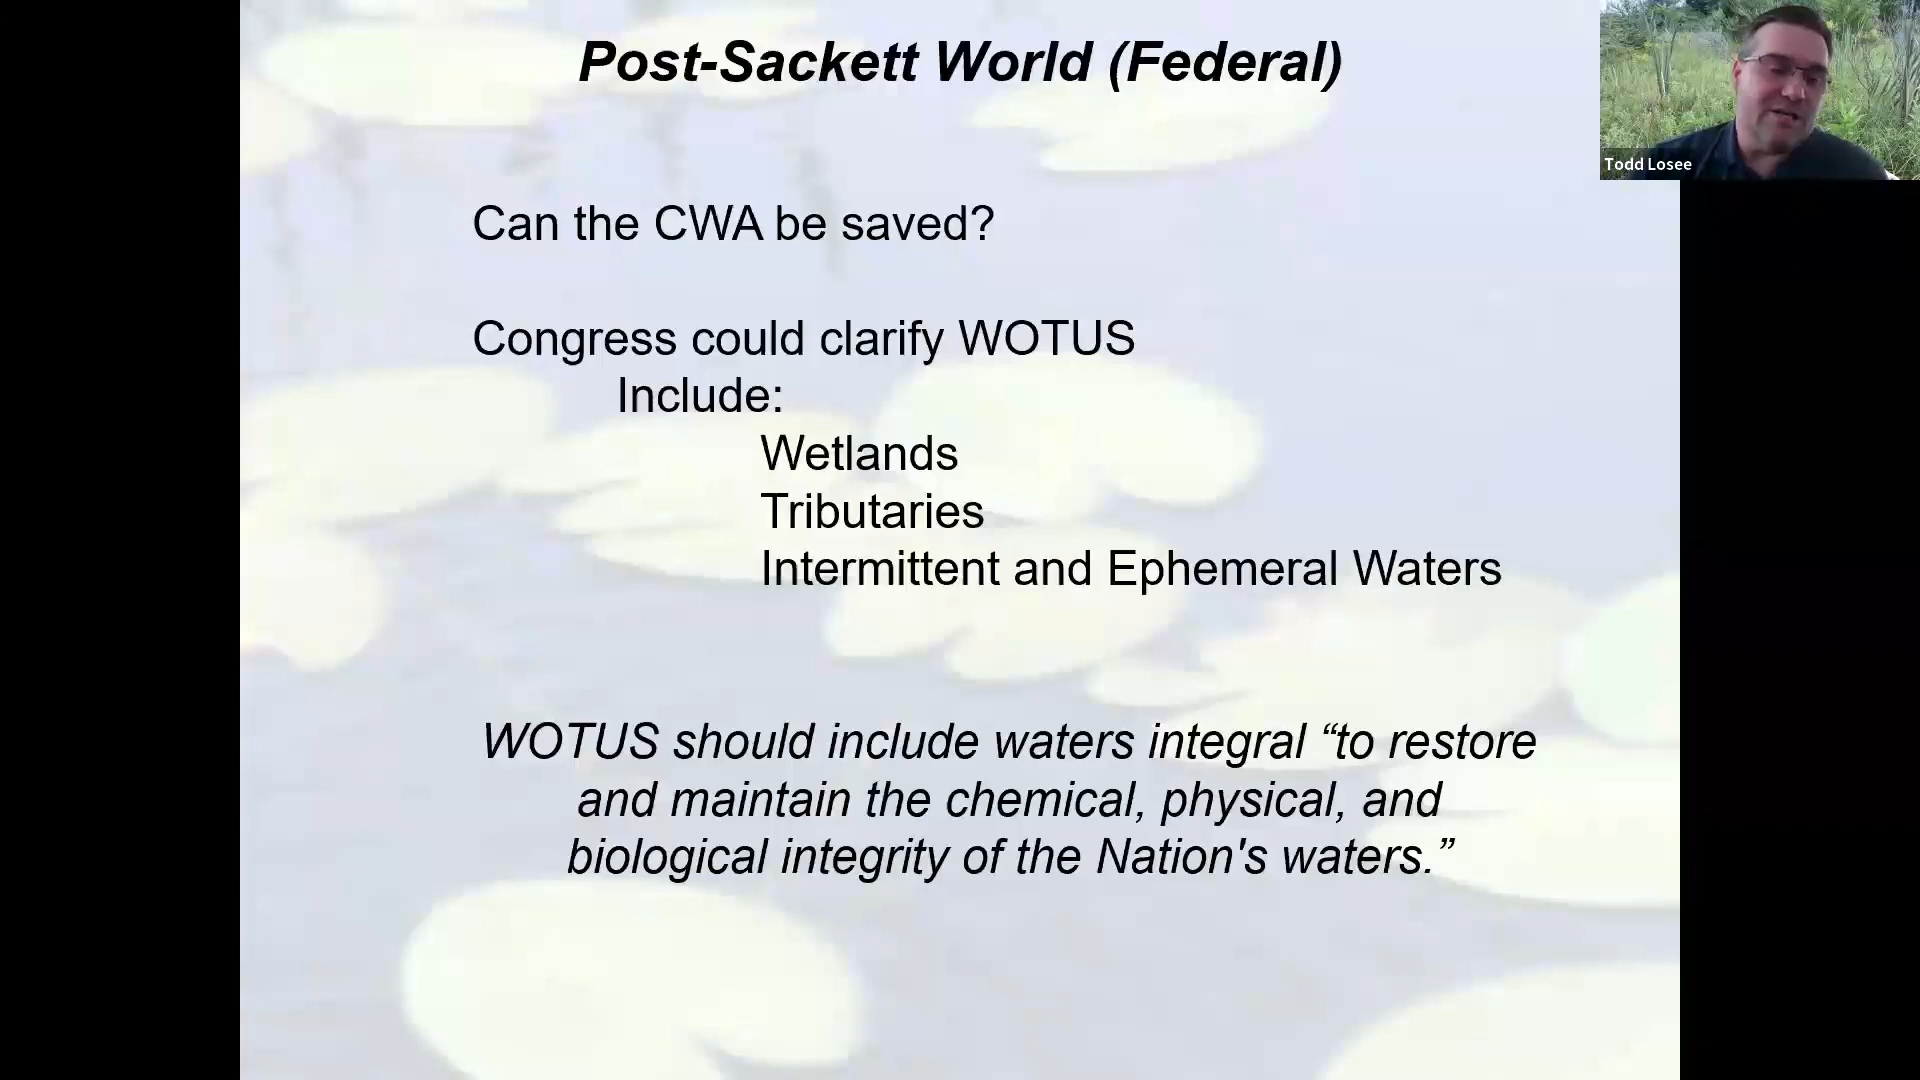 Post-Sackett World (Federal)
Todd Losee
Can the CWA be saved?
Congress could clarify WOTUS
Include:
Wetlands
Tributaries
Intermittent and Ephemeral Waters
WOTUS should include waters integral “to restore
and maintain the chemical, physical, and
biological integrity of the Nation's waters.”